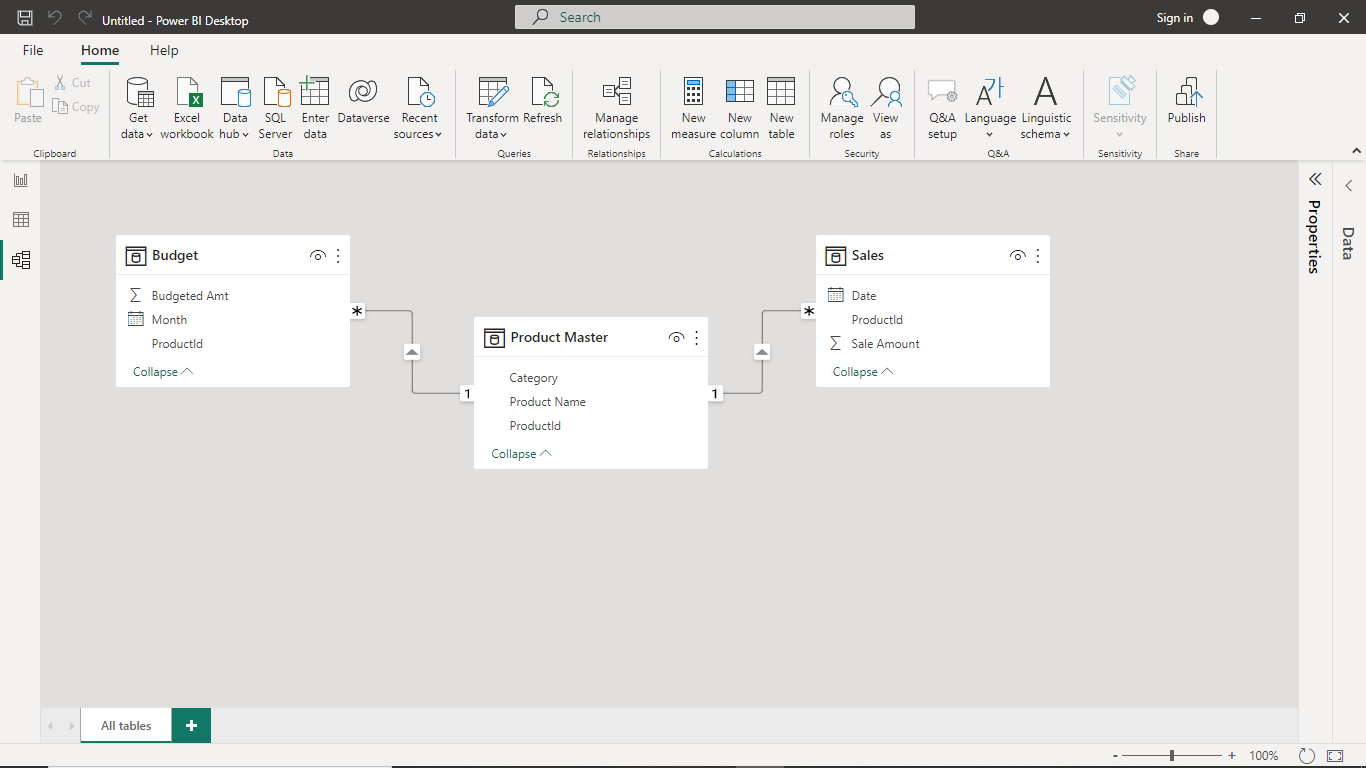 Untitled - Power BI Desktop
Search
Sign in
File
Home
Help
Paste
Cut
Copy
Get data
Excel workbook
Data hub
SQL Server
Enter data
Dataverse
Recent sources
Transform data
Refresh
Manage relationships
New measure
New column
New table
Manage roles
View as
Q&A setup
Language
Linguistic schema
Sensitivity
Publish
Clipboard
Data
Queries
Relationships
Calculations
Security
Q&A
Sensitivity
Share
Budget
Σ Budgeted Amt
Month
ProductId
Collapse
*
1
Product Master
Category
Product Name
ProductId
Collapse
1
*
Sales
Date
ProductId
Σ Sale Amount
Collapse
Properties
Data
All tables
+
- + 100%